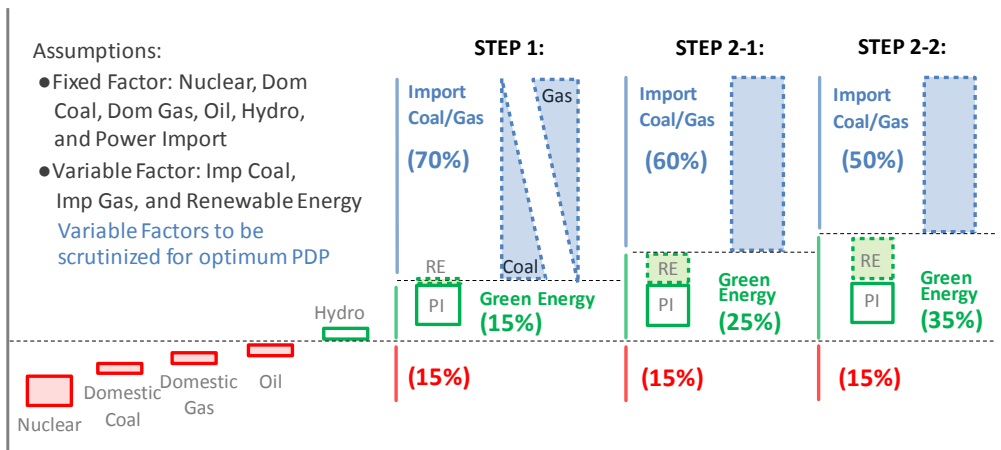 Assumptions:
●Fixed Factor: Nuclear, Dom
Coal, Dom Gas, Oil, Hydro,
and Power Import
●Variable Factor: Imp Coal,
Imp Gas, and Renewable Energy
Variable Factors to be
scrutinized for optimum PDP
Hydro
Oil
Domestic
Gas
Domestic
Coal
Nuclear
STEP 1:
Import
Coal/Gas
(70%)
Gas
Coal
RE
PI
Green Energy
(15%)
(15%)
STEP 2-1:
Import
Coal/Gas
(60%)
RE
PI
Green
Energy
(25%)
(15%)
STEP 2-2:
Import
Coal/Gas
(50%)
RE
PI
Green
Energy
(35%)
(15%)